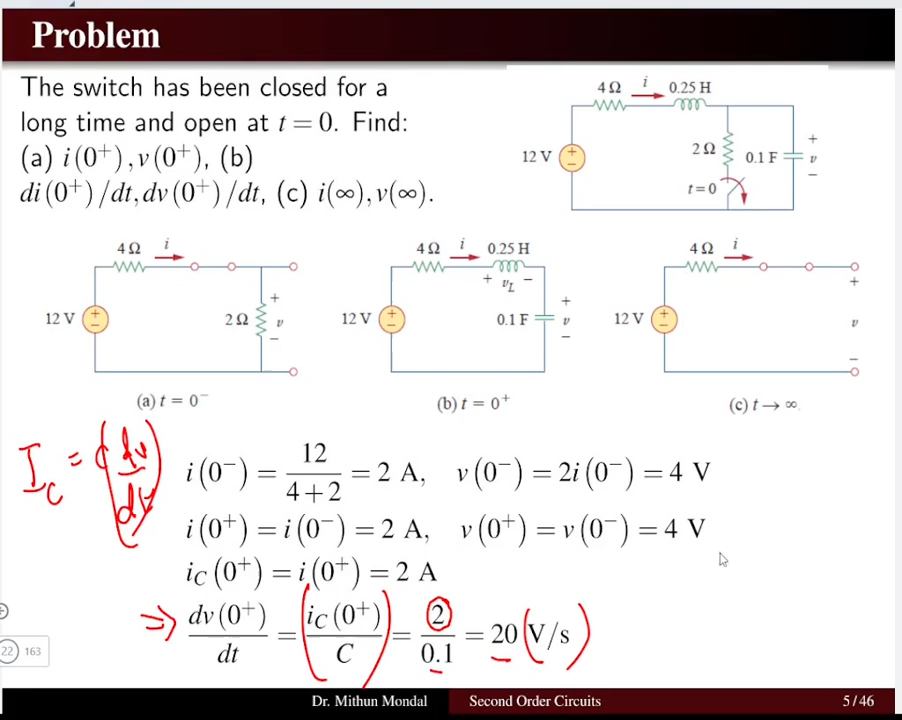 Problem
The switch has been closed for a
long time and open at t = 0. Find:
(a) i(0⁺), v(0⁺), (b)
di(0⁺)/dt, dv(0⁺)/dt, (c) i(∞), v(∞).
4 Ω i 0.25 H
12 V + −
2 Ω 0.1 F + v −
t = 0
4 Ω i
12 V + − 2 Ω + v −
(a) t = 0⁻
4 Ω i 0.25 H
+ v_L −
12 V + − 0.1 F + v −
(b) t = 0⁺
4 Ω i
12 V + − + v −
(c) t → ∞
I_c = C dv/dt
i(0⁻) = 12/(4+2) = 2 A, v(0⁻) = 2i(0⁻) = 4 V
i(0⁺) = i(0⁻) = 2 A, v(0⁺) = v(0⁻) = 4 V
i_C(0⁺) = i(0⁺) = 2 A
⇒ dv(0⁺)/dt = i_C(0⁺)/C = 2/0.1 = 20 (V/s)
22 163
Dr. Mithun Mondal Second Order Circuits 5/46